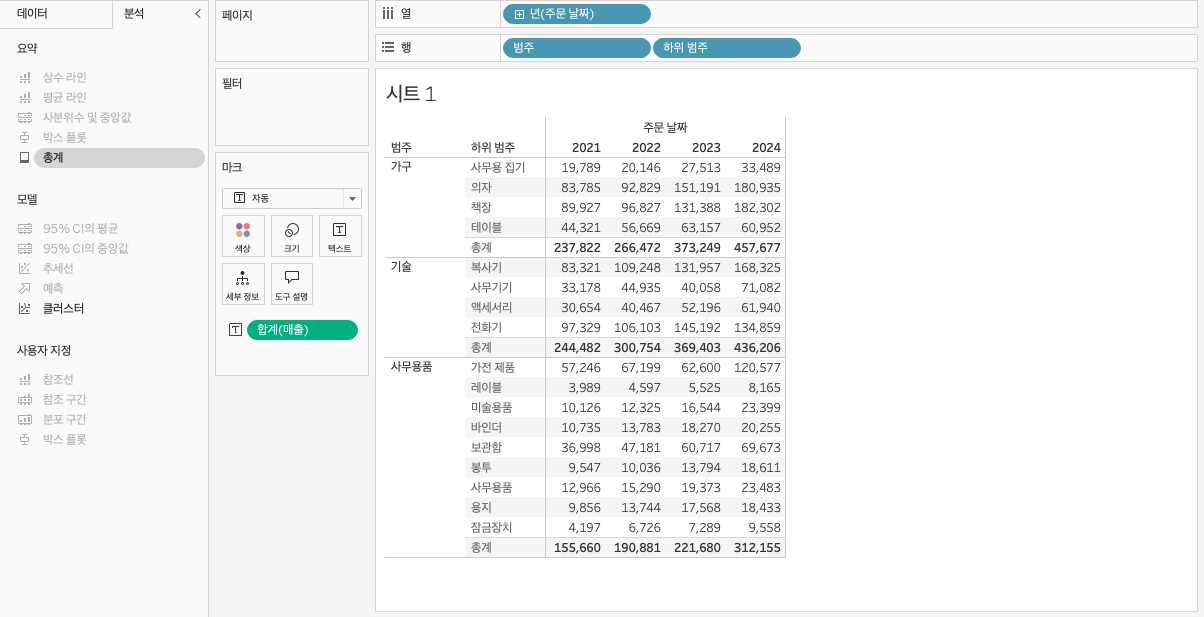 데이터
분석
요약
상수 라인
평균 라인
사분위수 및 중앙값
박스 플롯
총계
모델
95% CI의 평균
95% CI의 중앙값
추세선
예측
클러스터
사용자 지정
참조선
참조 구간
분포 구간
박스 플롯
페이지
필터
마크
자동
색상 크기 텍스트
세부 정보 도구 설명
합계(매출)
열 년(주문 날짜)
행 범주 하위 범주
시트 1
주문 날짜
범주 하위 범주 2021 2022 2023 2024
가구 사무용 집기 19,789 20,146 27,513 33,489
의자 83,785 92,829 151,191 180,935
책장 89,927 96,827 131,388 182,302
테이블 44,321 56,669 63,157 60,952
총계 237,822 266,472 373,249 457,677
기술 복사기 83,321 109,248 131,957 168,325
사무기기 33,178 44,935 40,058 71,082
액세서리 30,654 40,467 52,196 61,940
전화기 97,329 106,103 145,192 134,859
총계 244,482 300,754 369,403 436,206
사무용품 가전 제품 57,246 67,199 62,600 120,577
레이블 3,989 4,597 5,525 8,165
미술용품 10,126 12,325 16,544 23,399
바인더 10,735 13,783 18,270 20,255
보관함 36,998 47,181 60,717 69,673
봉투 9,547 10,036 13,794 18,611
사무용품 12,966 15,290 19,373 23,483
용지 9,856 13,744 17,568 18,433
잠금장치 4,197 6,726 7,289 9,558
총계 155,660 190,881 221,680 312,155